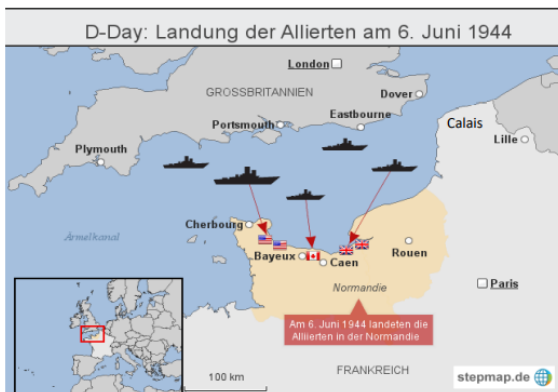 D-Day: Landung der Allierten am 6. Juni 1944
London
GROSSBRITANNIEN
Dover
Portsmouth
Eastbourne
Calais
Lille
Plymouth
Cherbourg
Ärmelkanal
Bayeux
Caen
Rouen
Normandie
Paris
Am 6. Juni 1944 landeten die
Alliierten in der Normandie
FRANKREICH
100 km
stepmap.de